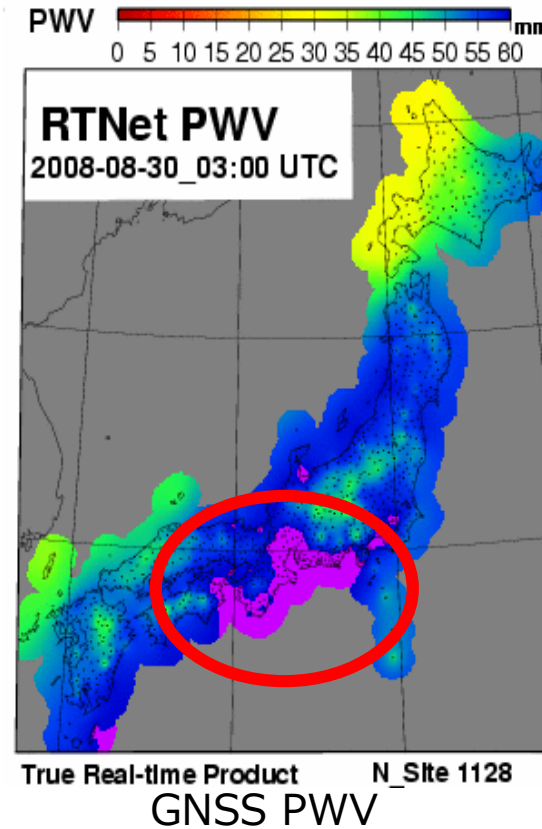 PWV mm
0 5 10 15 20 25 30 35 40 45 50 55 60
RTNet PWV
2008-08-30_03:00 UTC
True Real-time Product N_Site 1128
GNSS PWV